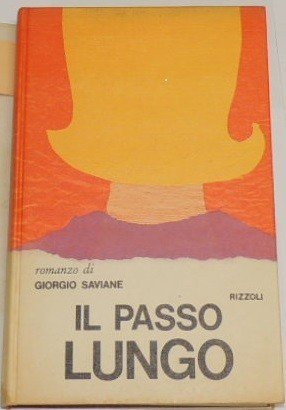 romanzo di
GIORGIO SAVIANE
RIZZOLI
IL PASSO
LUNGO